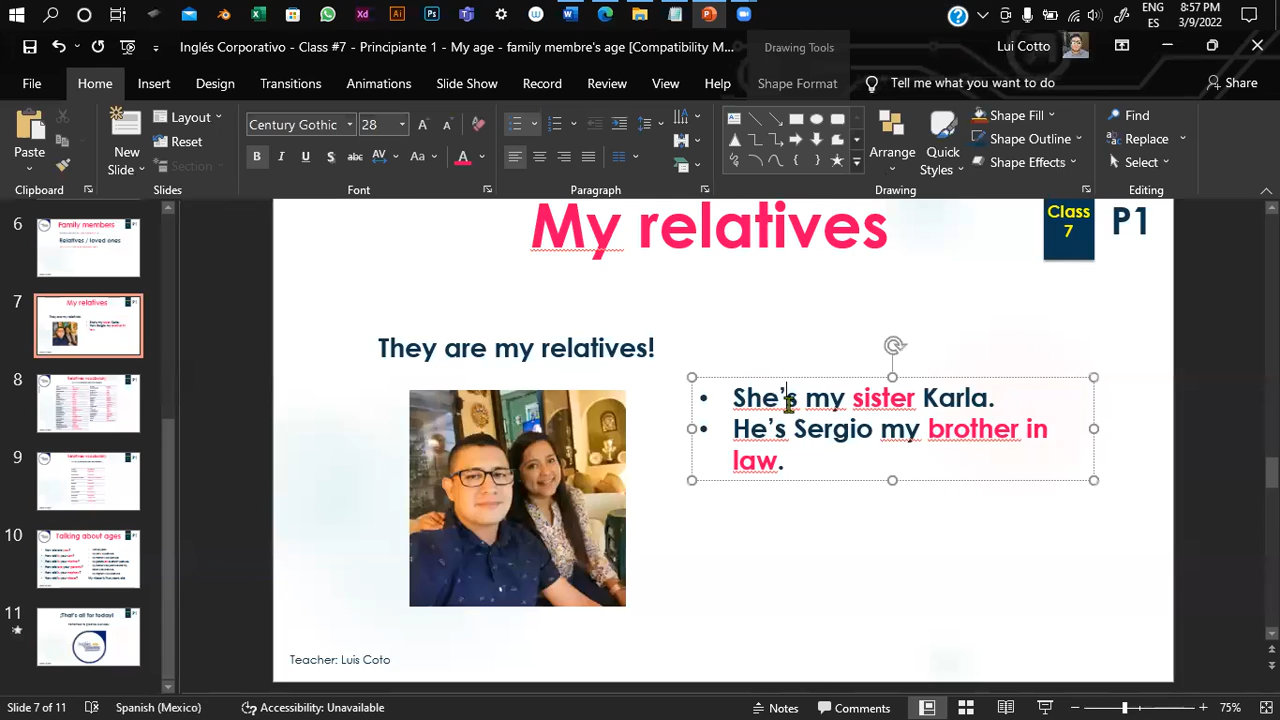 ENG
ES
8:57 PM
3/9/2022
Inglés Corporativo - Class #7 -Prticipiante 1 - My age - family membre's age [Compatibility M...
Drawing Tools
Lui Cotto
File
Home
Insert
Design
Transitions
Animations
Slide Show
Record
Review
View
Help
Shape Format
Tell me what you want to do
Share
Paste
New
Slide
Layout
Reset
Section
Century Gothic
28
Arrange
Quick
Styles
Shape Fill
Shape Outline
Shape Effects
Find
Replace
Select
Clipboard
Slides
Font
Paragraph
Drawing
Editing
6
Family members
Relatives / loved ones
7
My relatives
9
10
Talking about ages
11
¡That's all for today!
My relatives
Class
7
P1
They are my relatives!
• She's my sister Karla.
• He's Sergio my brother in
law.
Teacher: Luis Coto
Slide 7 of 11
Spanish (Mexico)
Accessibility: Unavailable
Notes
Comments
75%